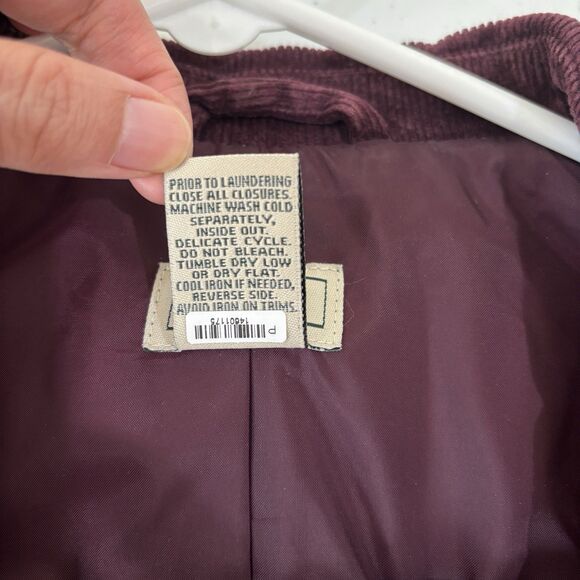 PRIOR TO LAUNDERING
CLOSE ALL CLOSURES.
MACHINE WASH COLD
SEPARATELY,
INSIDE OUT.
DELICATE CYCLE.
DO NOT BLEACH.
TUMBLE DRY LOW
OR DRY FLAT.
COOL IRON IF NEEDED,
REVERSE SIDE.
AVOID IRON ON TRIMS.
P
14601175